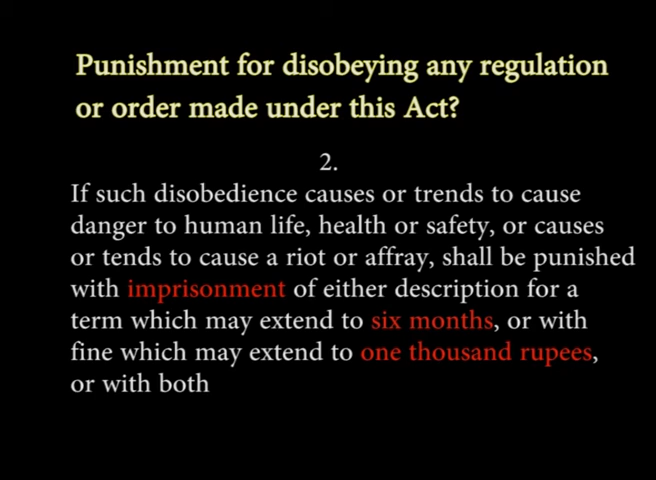 Punishment for disobeying any regulation
or order made under this Act?
2.
If such disobedience causes or trends to cause
danger to human life, health or safety, or causes
or tends to cause a riot or affray, shall be punished
with imprisonment of either description for a
term which may extend to six months, or with
fine which may extend to one thousand rupees,
or with both